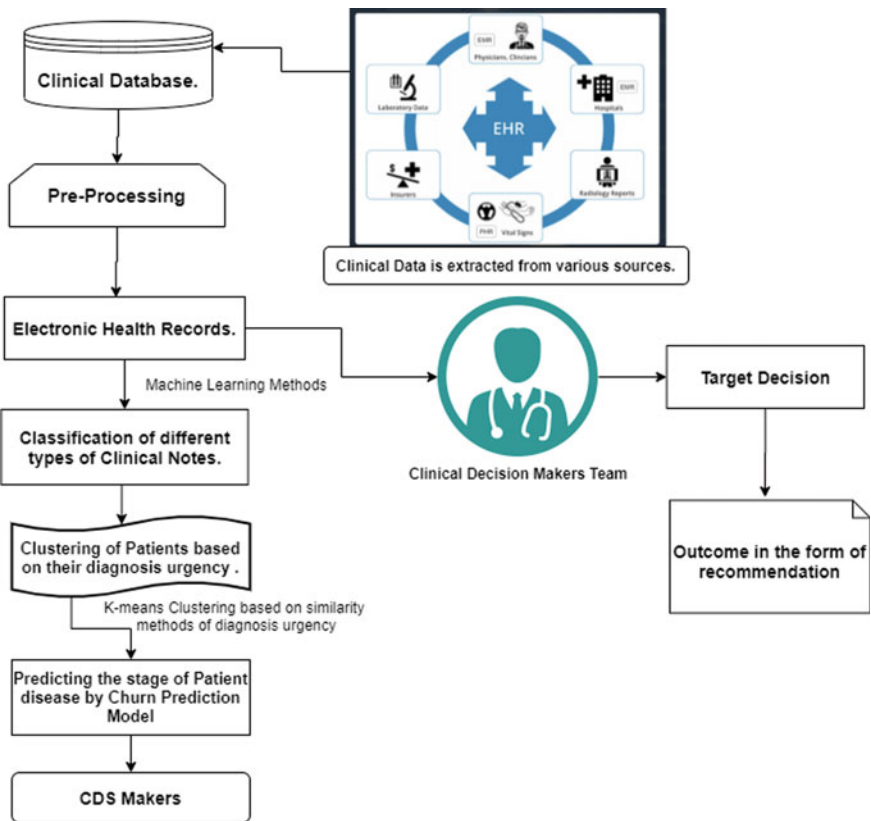 Clinical Database.
EMR
Physicians, Clincians
Laboratory Data
EMR
Hospitals
EHR
$
Insurers
Radiology Reports
PHR
Vital Signs
Clinical Data is extracted from various sources.
Pre-Processing
Electronic Health Records.
Machine Learning Methods
Classification of different
types of Clinical Notes.
Clinical Decision Makers Team
Target Decision
Outcome in the form of
recommendation
Clustering of Patients based
on their diagnosis urgency .
K-means Clustering based on similarity
methods of diagnosis urgency
Predicting the stage of Patient
disease by Churn Prediction
Model
CDS Makers